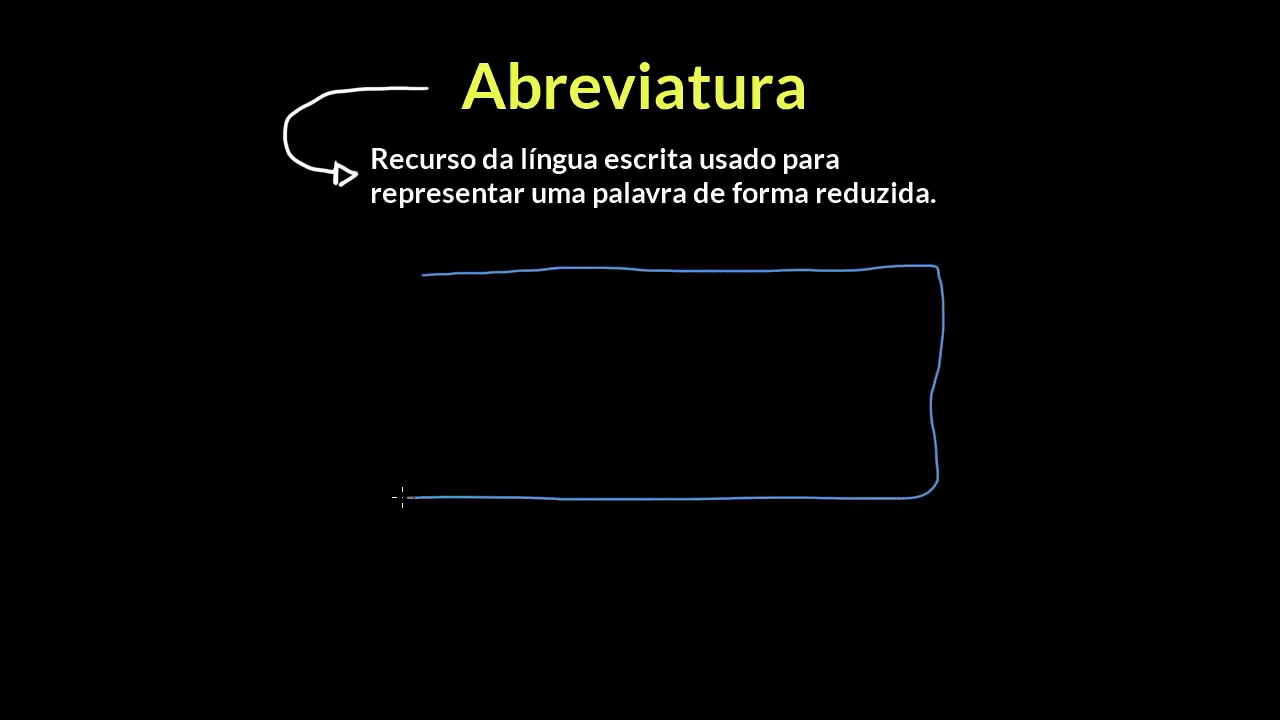 Abreviatura
Recurso da língua escrita usado para
representar uma palavra de forma reduzida.